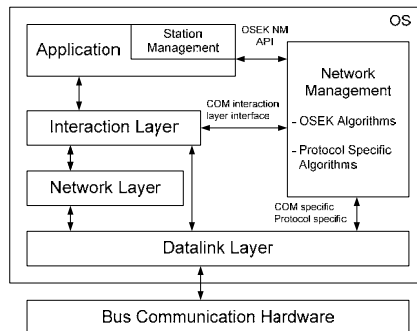 OS
Application
Station
Management
OSEK NM
API
Network
Management
- OSEK Algorithms
- Protocol Specific
Algorithms
COM interaction
layer interface
Interaction Layer
Network Layer
COM specific
Protocol specific
Datalink Layer
Bus Communication Hardware